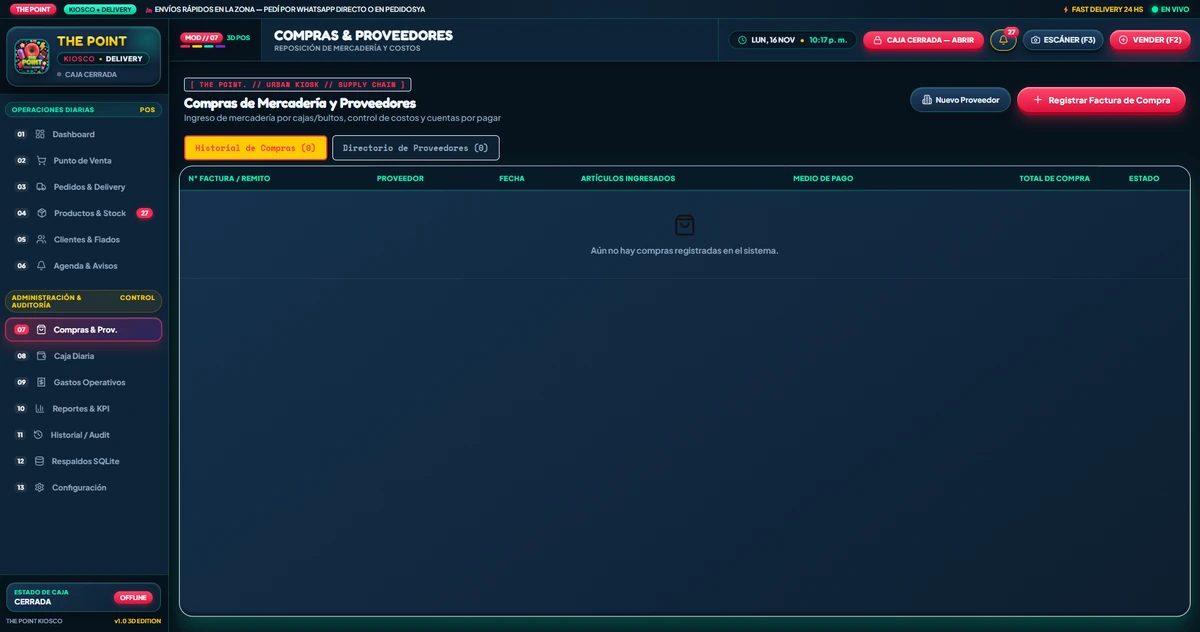 THE POINT
KIOSCO • DELIVERY
ENVÍOS RÁPIDOS EN LA ZONA — PEDÍ POR WHATSAPP DIRECTO O EN PEDIDOSYA
FAST DELIVERY 24 HS
EN VIVO
THE POINT
KIOSCO • DELIVERY
CAJA CERRADA
MOD // 07
3D POS
COMPRAS & PROVEEDORES
REPOSICIÓN DE MERCADERÍA Y COSTOS
LUN, 16 NOV • 10:17 p. m.
CAJA CERRADA — ABRIR
27
ESCÁNER (F3)
VENDER (F2)
OPERACIONES DIARIAS POS
01 Dashboard
02 Punto de Venta
03 Pedidos & Delivery
04 Productos & Stock 27
05 Clientes & Fiados
06 Agenda & Avisos
ADMINISTRACIÓN & AUDITORÍA CONTROL
07 Compras & Prov.
08 Caja Diaria
09 Gastos Operativos
10 Reportes & KPI
11 Historial / Audit
12 Respaldos SQLite
13 Configuración
ESTADO DE CAJA
CERRADA
OFFLINE
THE POINT KIOSCO
v1.0 3D EDITION
[ THE POINT. // URBAN KIOSK // SUPPLY CHAIN ]
Compras de Mercadería y Proveedores
Ingreso de mercadería por cajas/bultos, control de costos y cuentas por pagar
Nuevo Proveedor
Registrar Factura de Compra
Historial de Compras (0)
Directorio de Proveedores (0)
N° FACTURA / REMITO PROVEEDOR FECHA ARTÍCULOS INGRESADOS MEDIO DE PAGO TOTAL DE COMPRA ESTADO
Aún no hay compras registradas en el sistema.